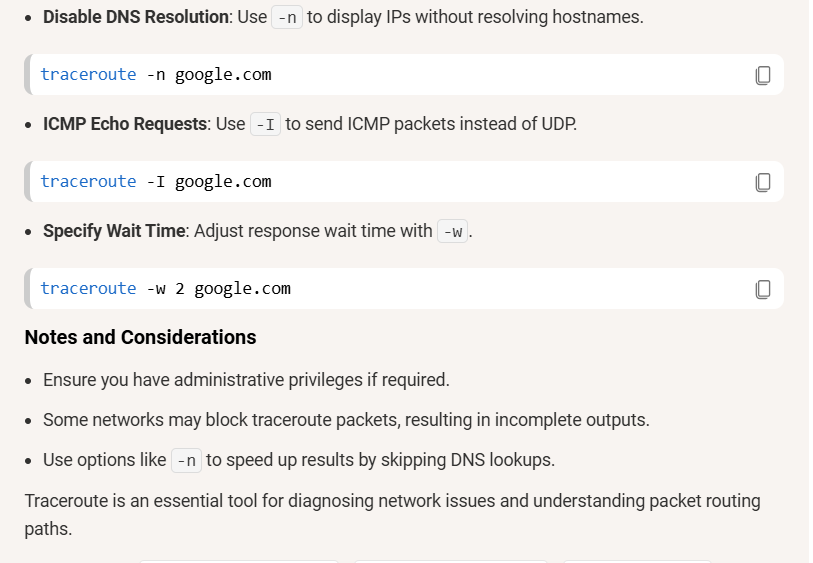 Disable DNS Resolution: Use -n to display IPs without resolving hostnames.
traceroute -n google.com
ICMP Echo Requests: Use -I to send ICMP packets instead of UDP.
traceroute -I google.com
Specify Wait Time: Adjust response wait time with -w.
traceroute -w 2 google.com
Notes and Considerations
Ensure you have administrative privileges if required.
Some networks may block traceroute packets, resulting in incomplete outputs.
Use options like -n to speed up results by skipping DNS lookups.
Traceroute is an essential tool for diagnosing network issues and understanding packet routing
paths.